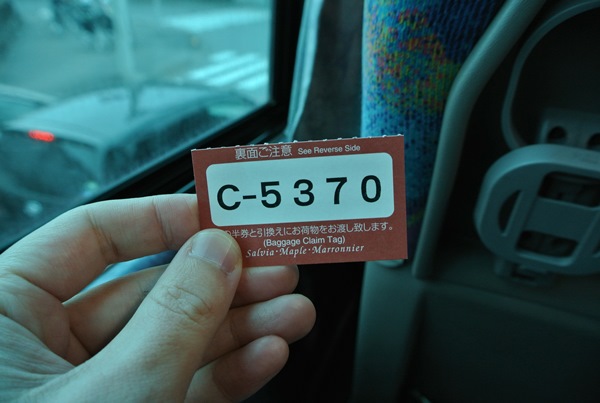 裏面ご注意 See Reverse Side
C-5370
半券と引換えにお荷物をお渡し致します。
(Baggage Claim Tag)
Salvia・Maple・Marronnier